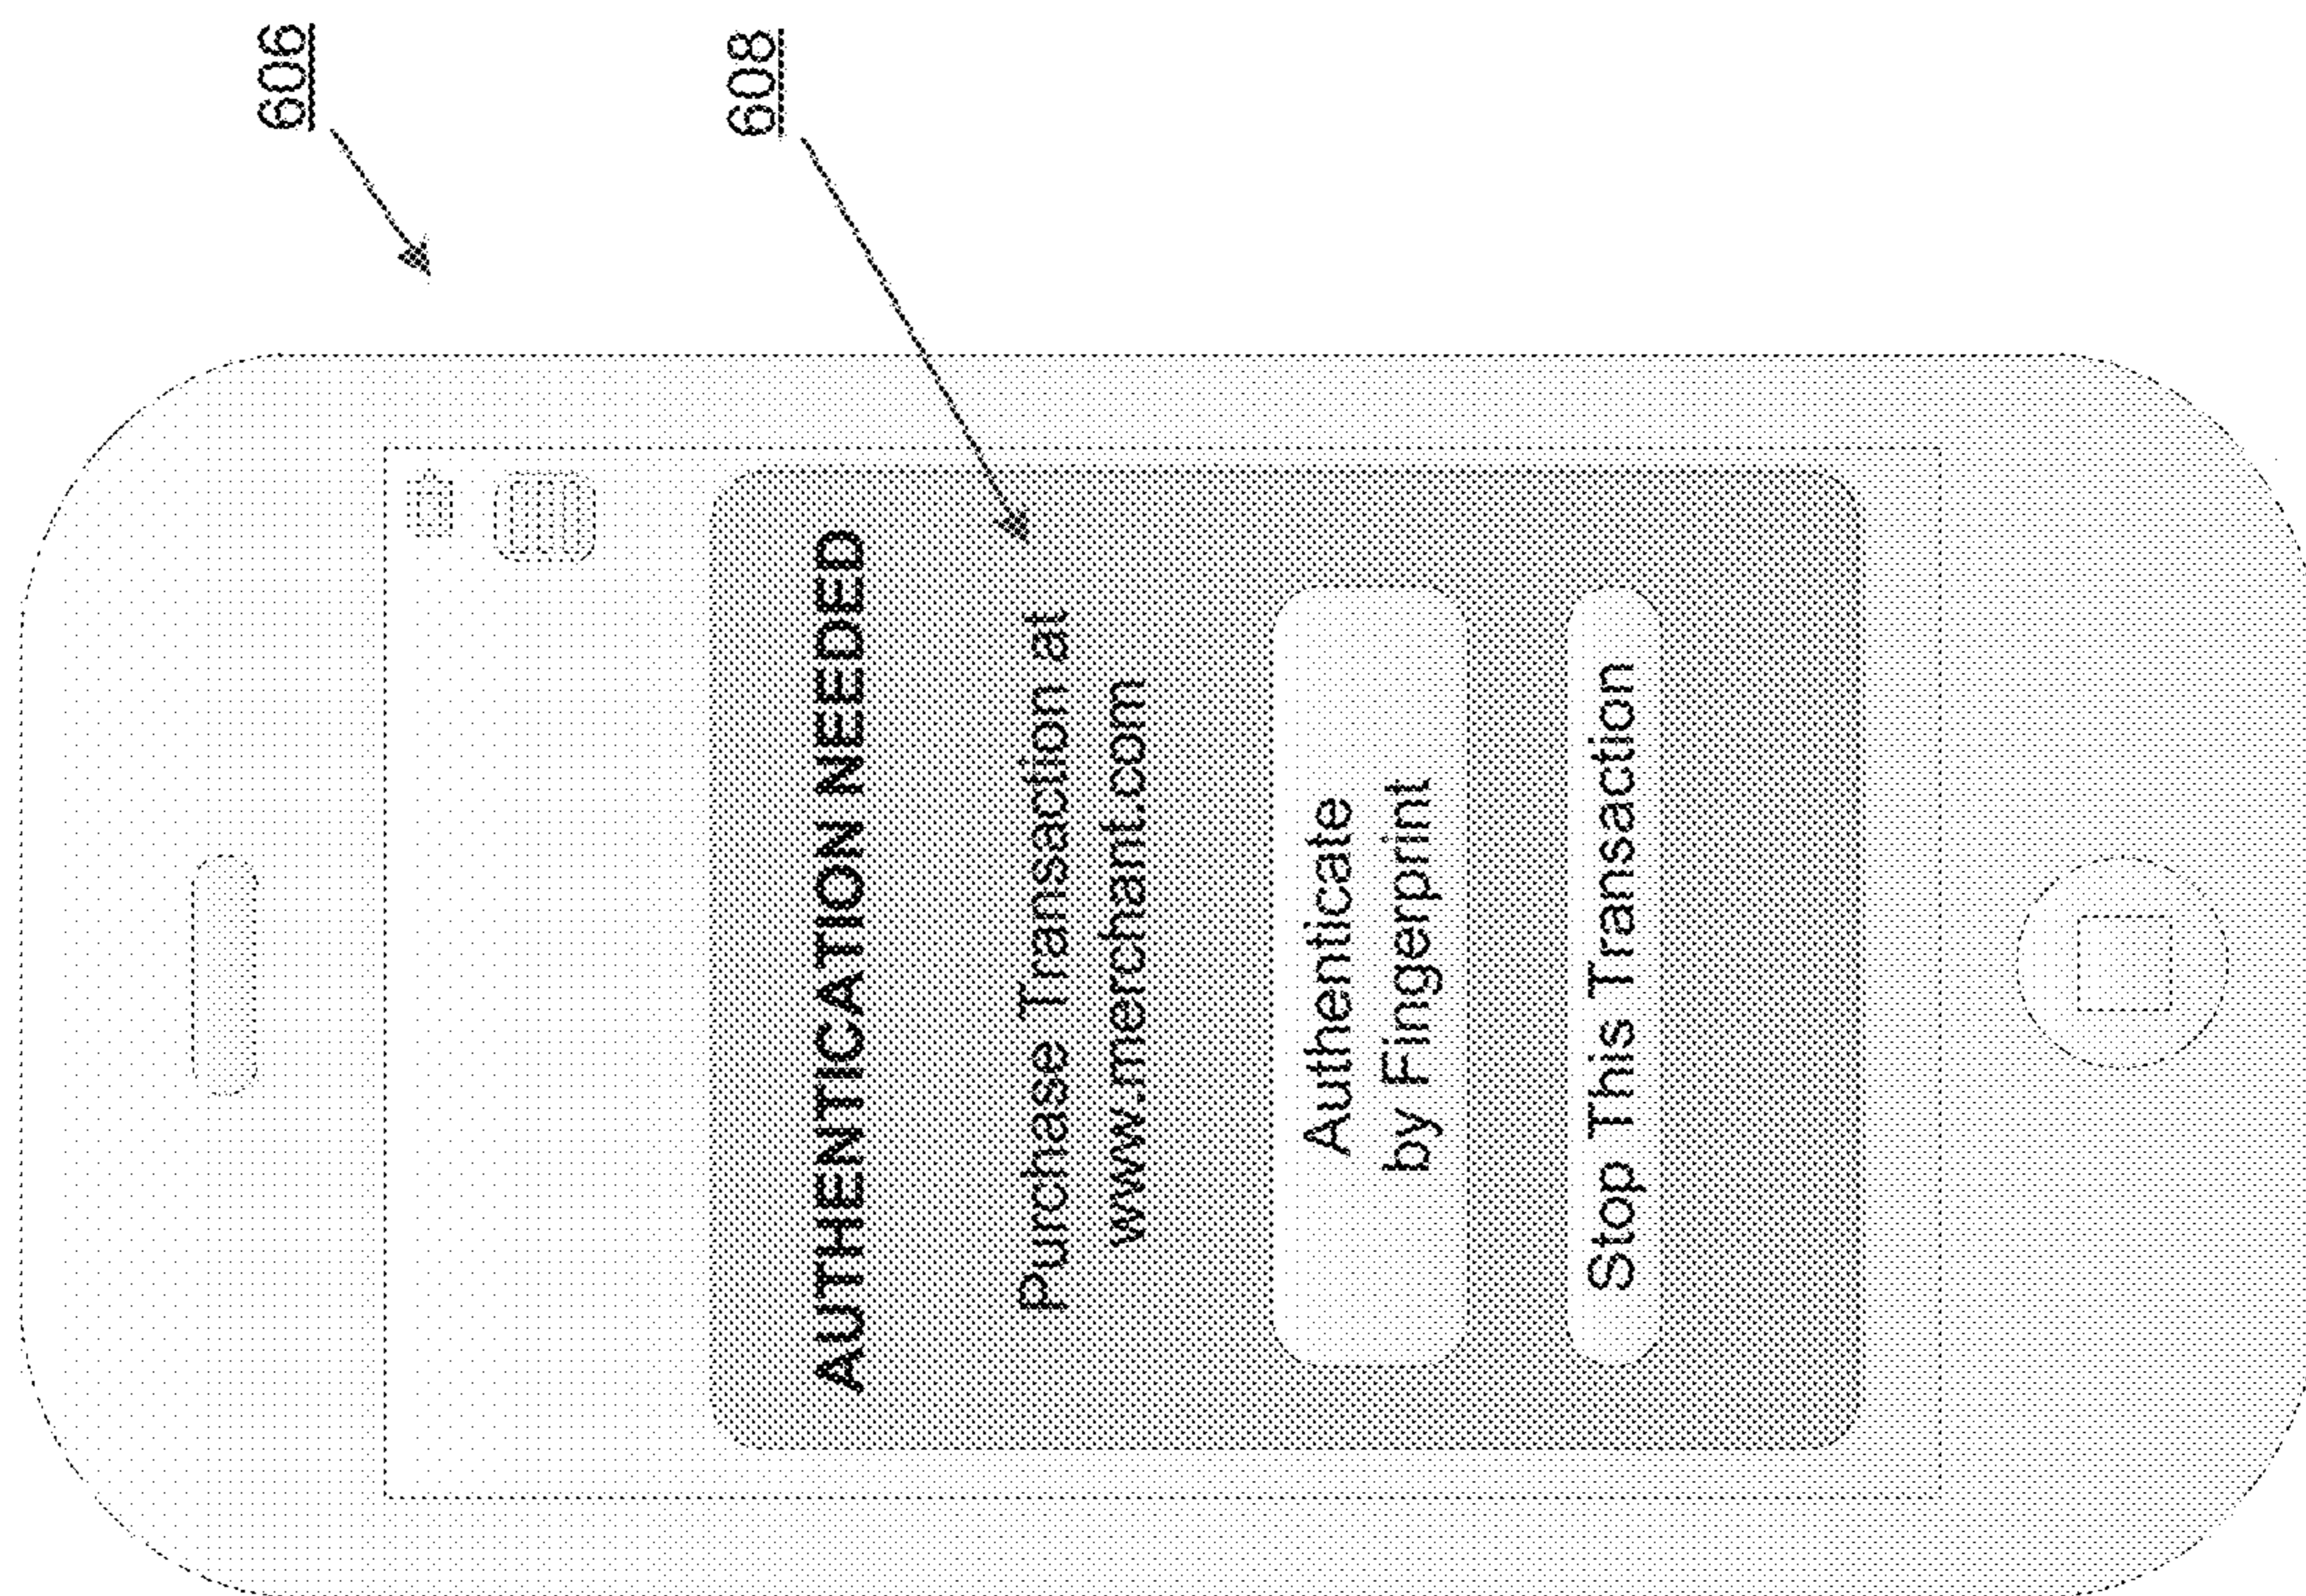 606
608
AUTHENTICATION NEEDED
Purchase Transaction at
www.merchant.com
Authenticate
by Fingerprint
Stop This Transaction